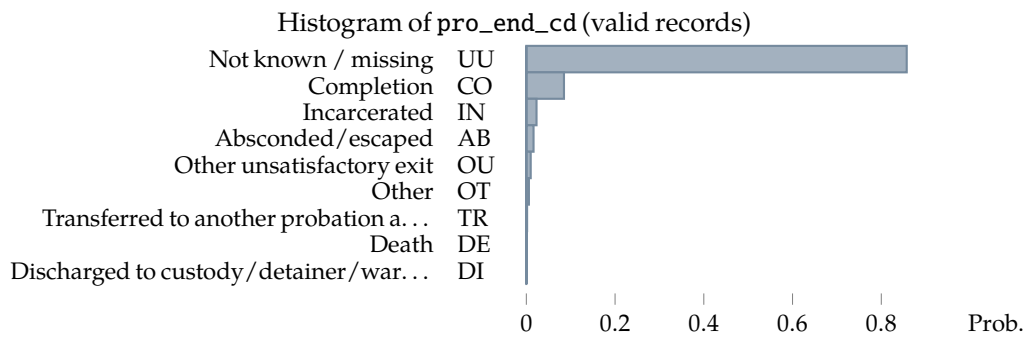 Histogram of pro_end_cd (valid records)
Not known / missing UU
Completion CO
Incarcerated IN
Absconded/escaped AB
Other unsatisfactory exit OU
Other OT
Transferred to another probation a... TR
Death DE
Discharged to custody/detainer/war... DI
0 0.2 0.4 0.6 0.8 Prob.